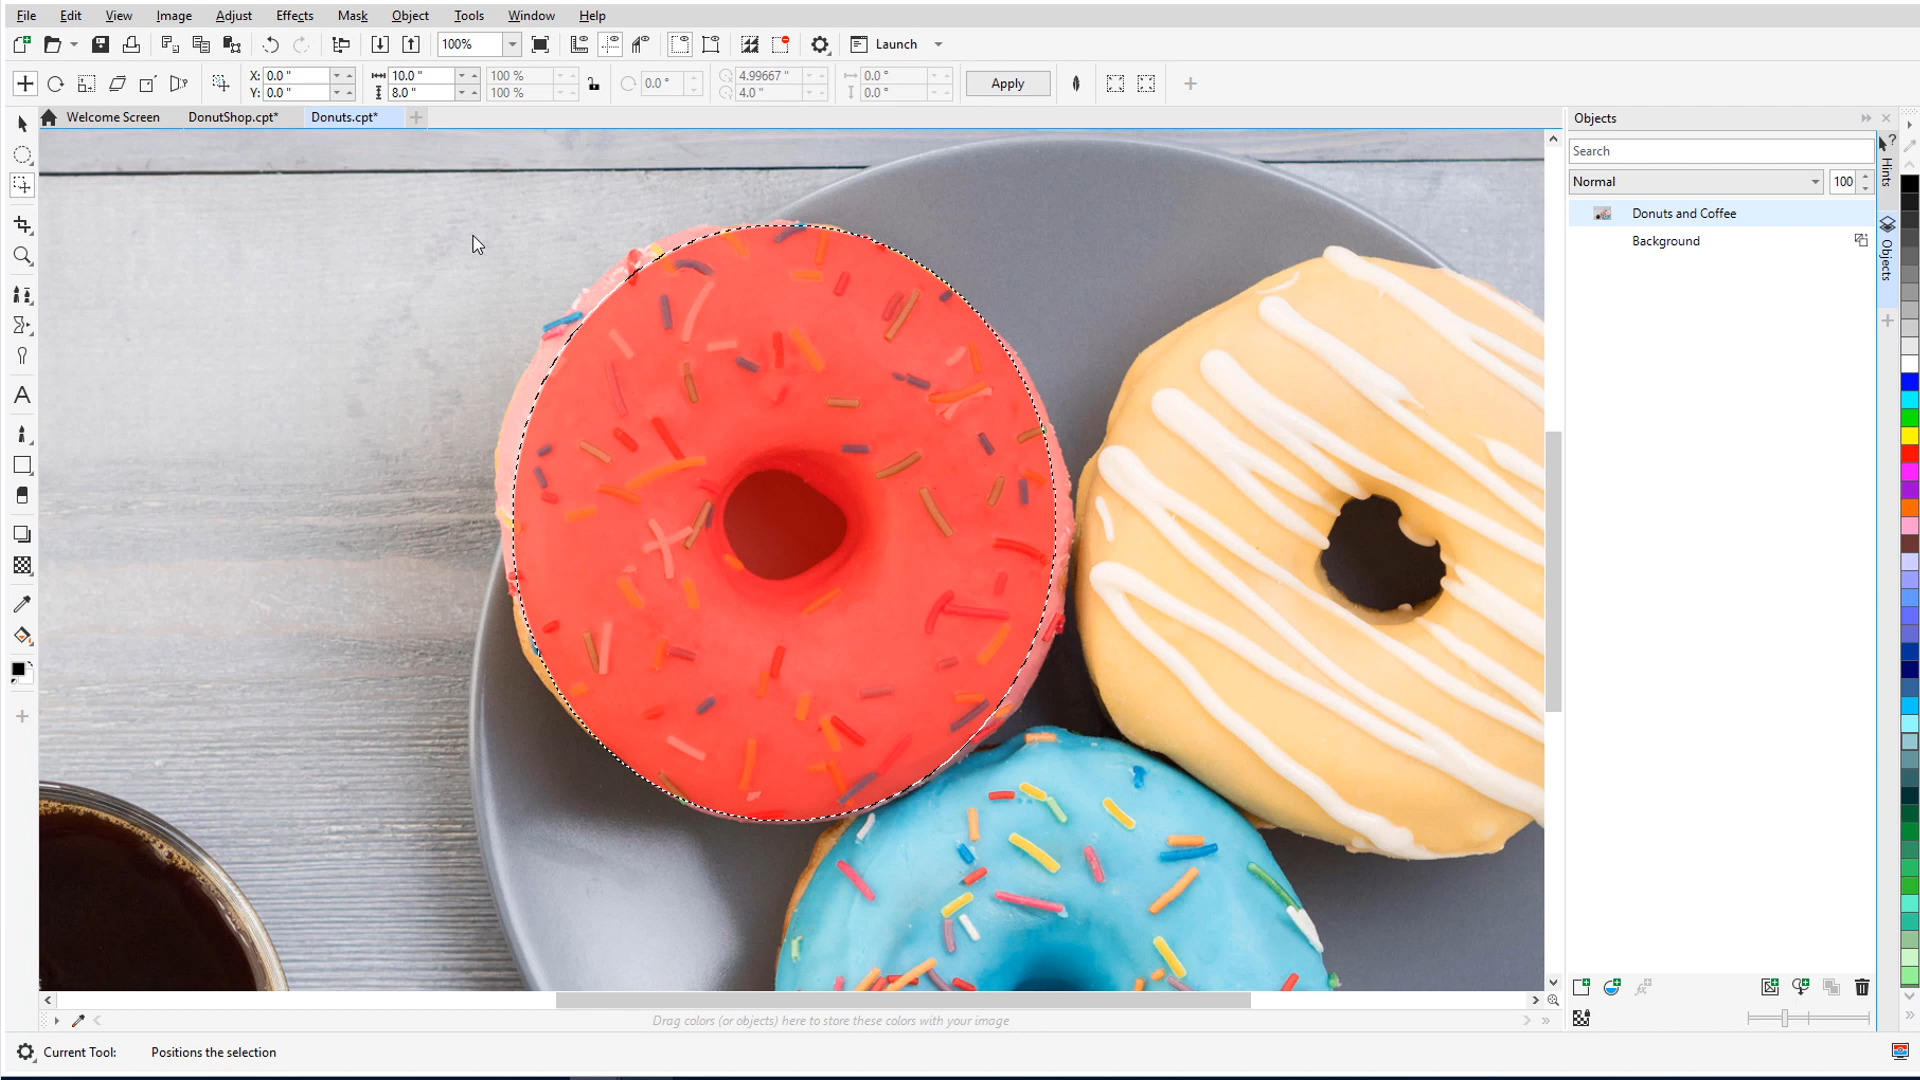 File Edit View Image Adjust Effects Mask Object Tools Window Help
100% Launch
X: 0.0 " 10.0 " 100 % 0.0 ° 4.99667 " 0.0 ° Apply
Y: 0.0 " 8.0 " 100 % 4.0 " 0.0 °
Welcome Screen DonutShop.cpt* Donuts.cpt*
Objects
Search
Normal 100
Donuts and Coffee
Background
Hints
Objects
Drag colors (or objects) here to store these colors with your image
Current Tool: Positions the selection